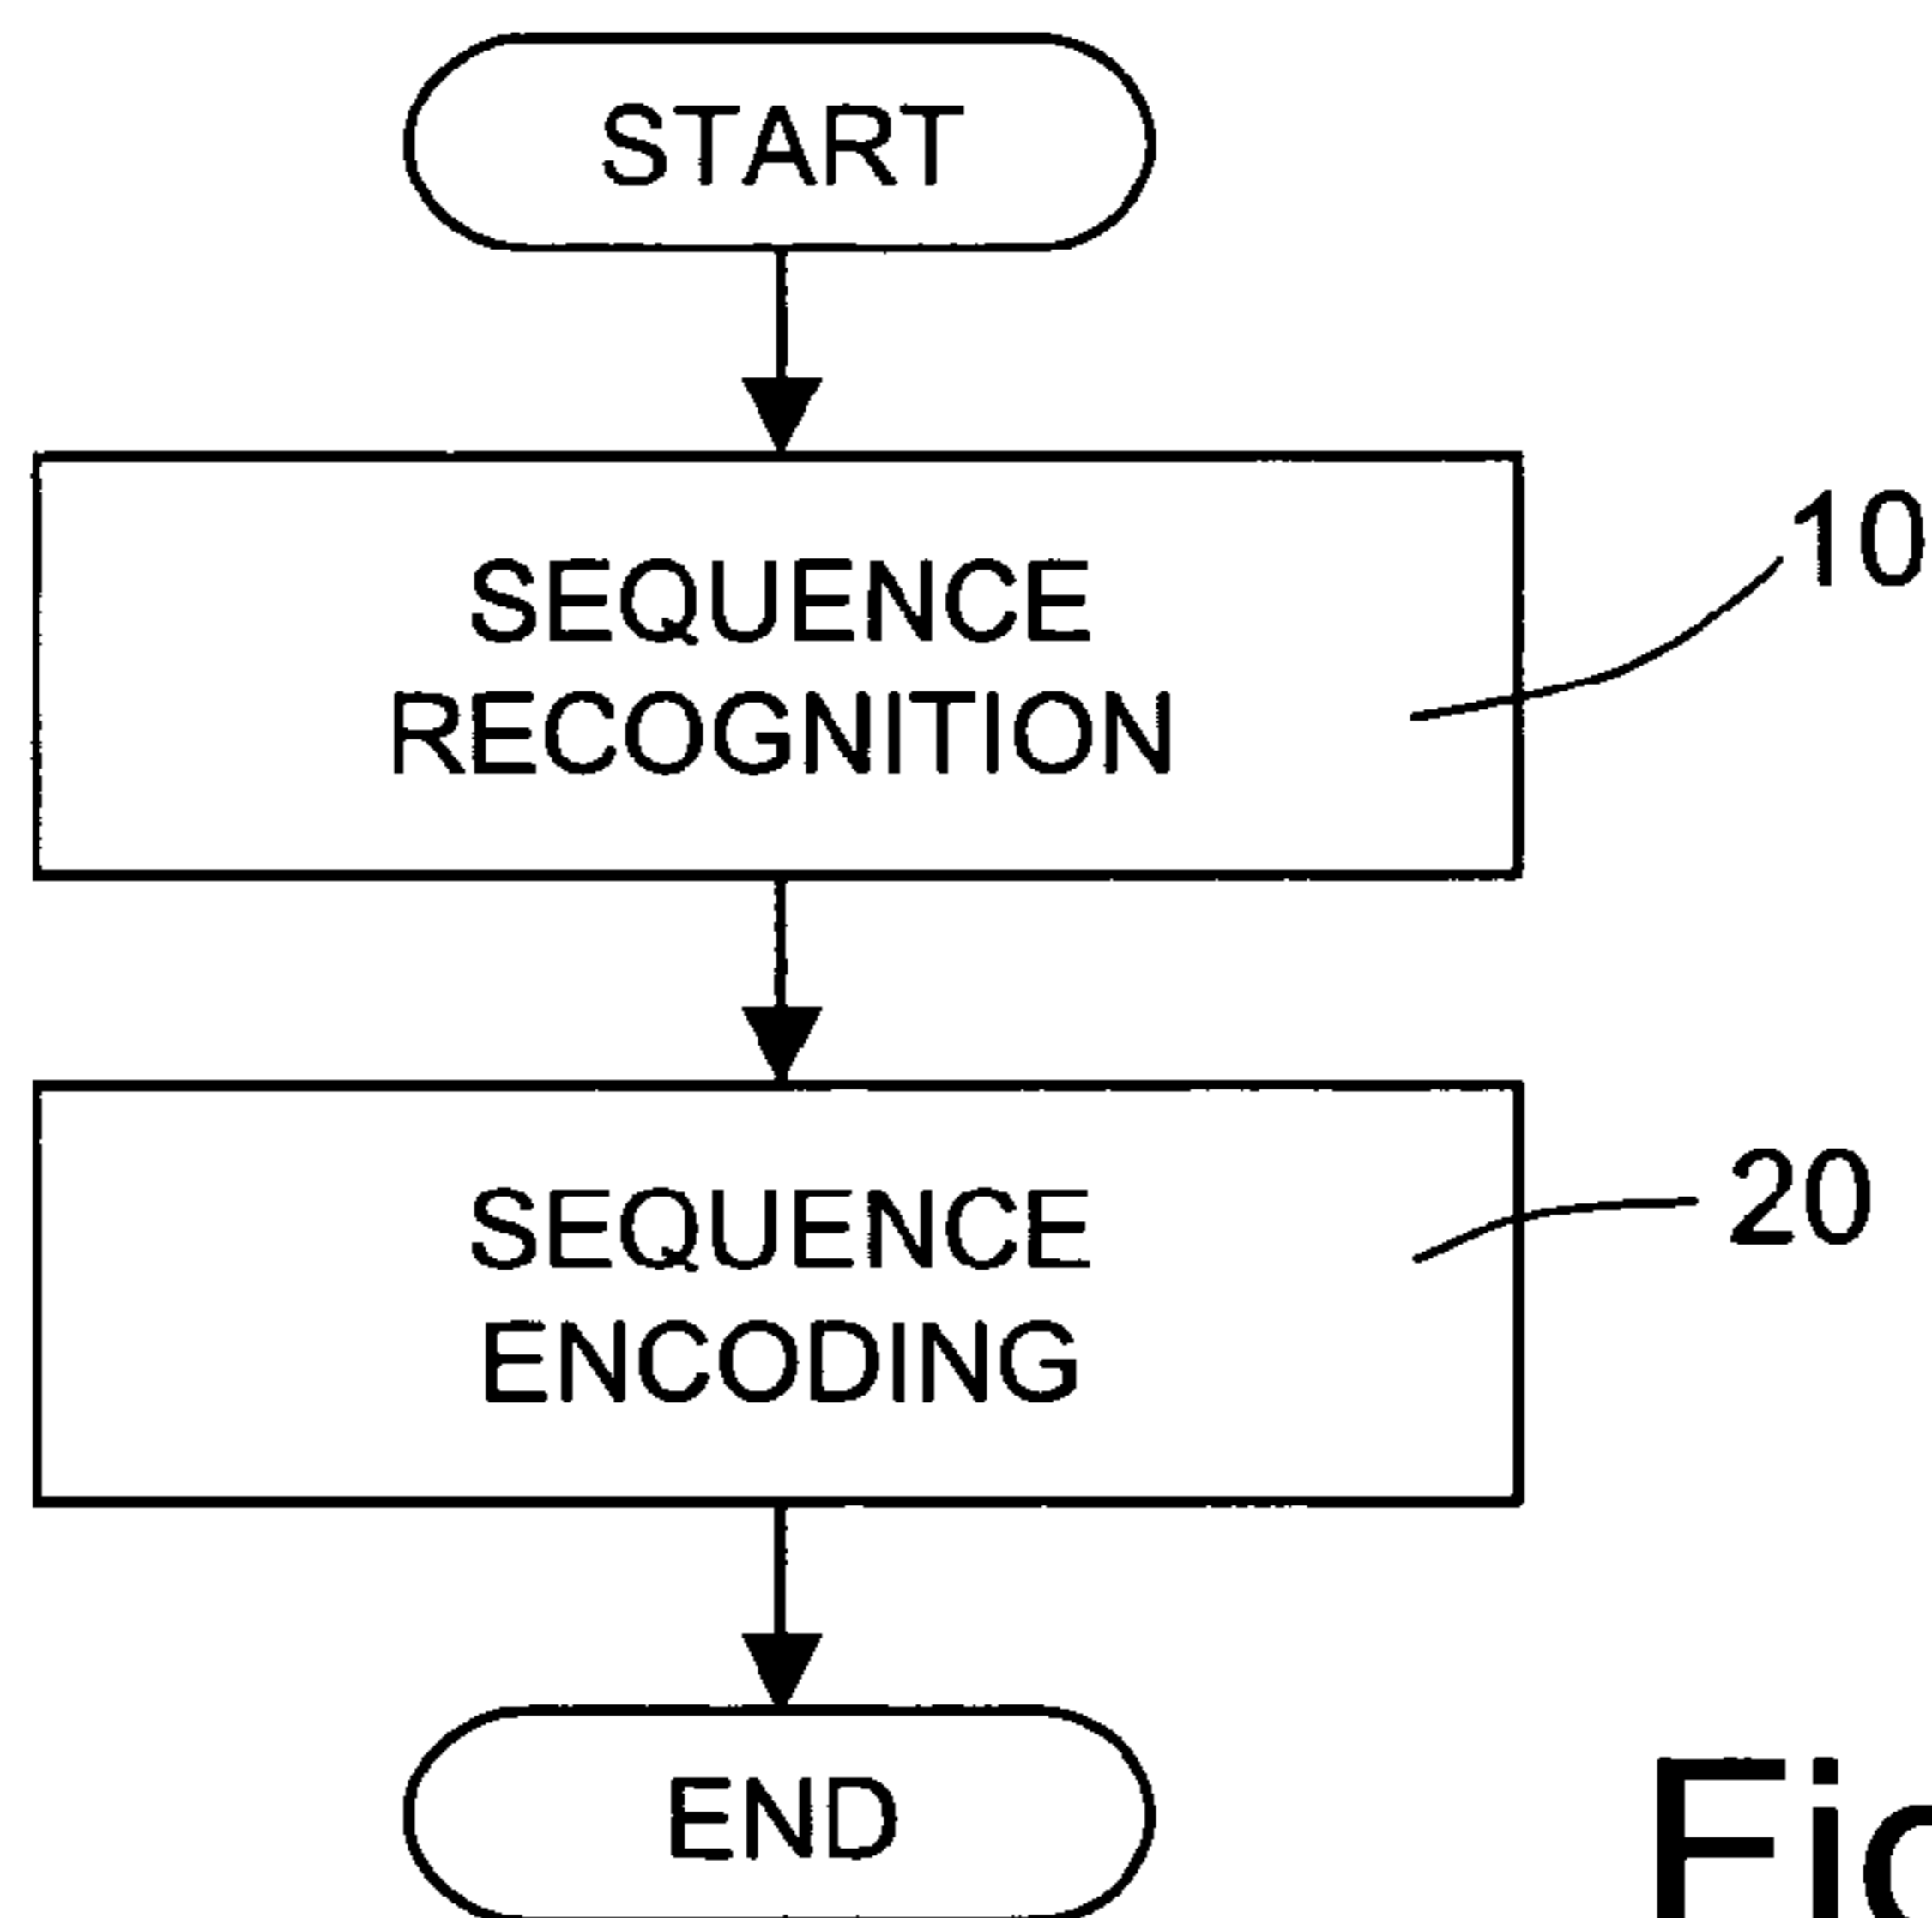 START
SEQUENCE
RECOGNITION
10
SEQUENCE
ENCODING
20
END